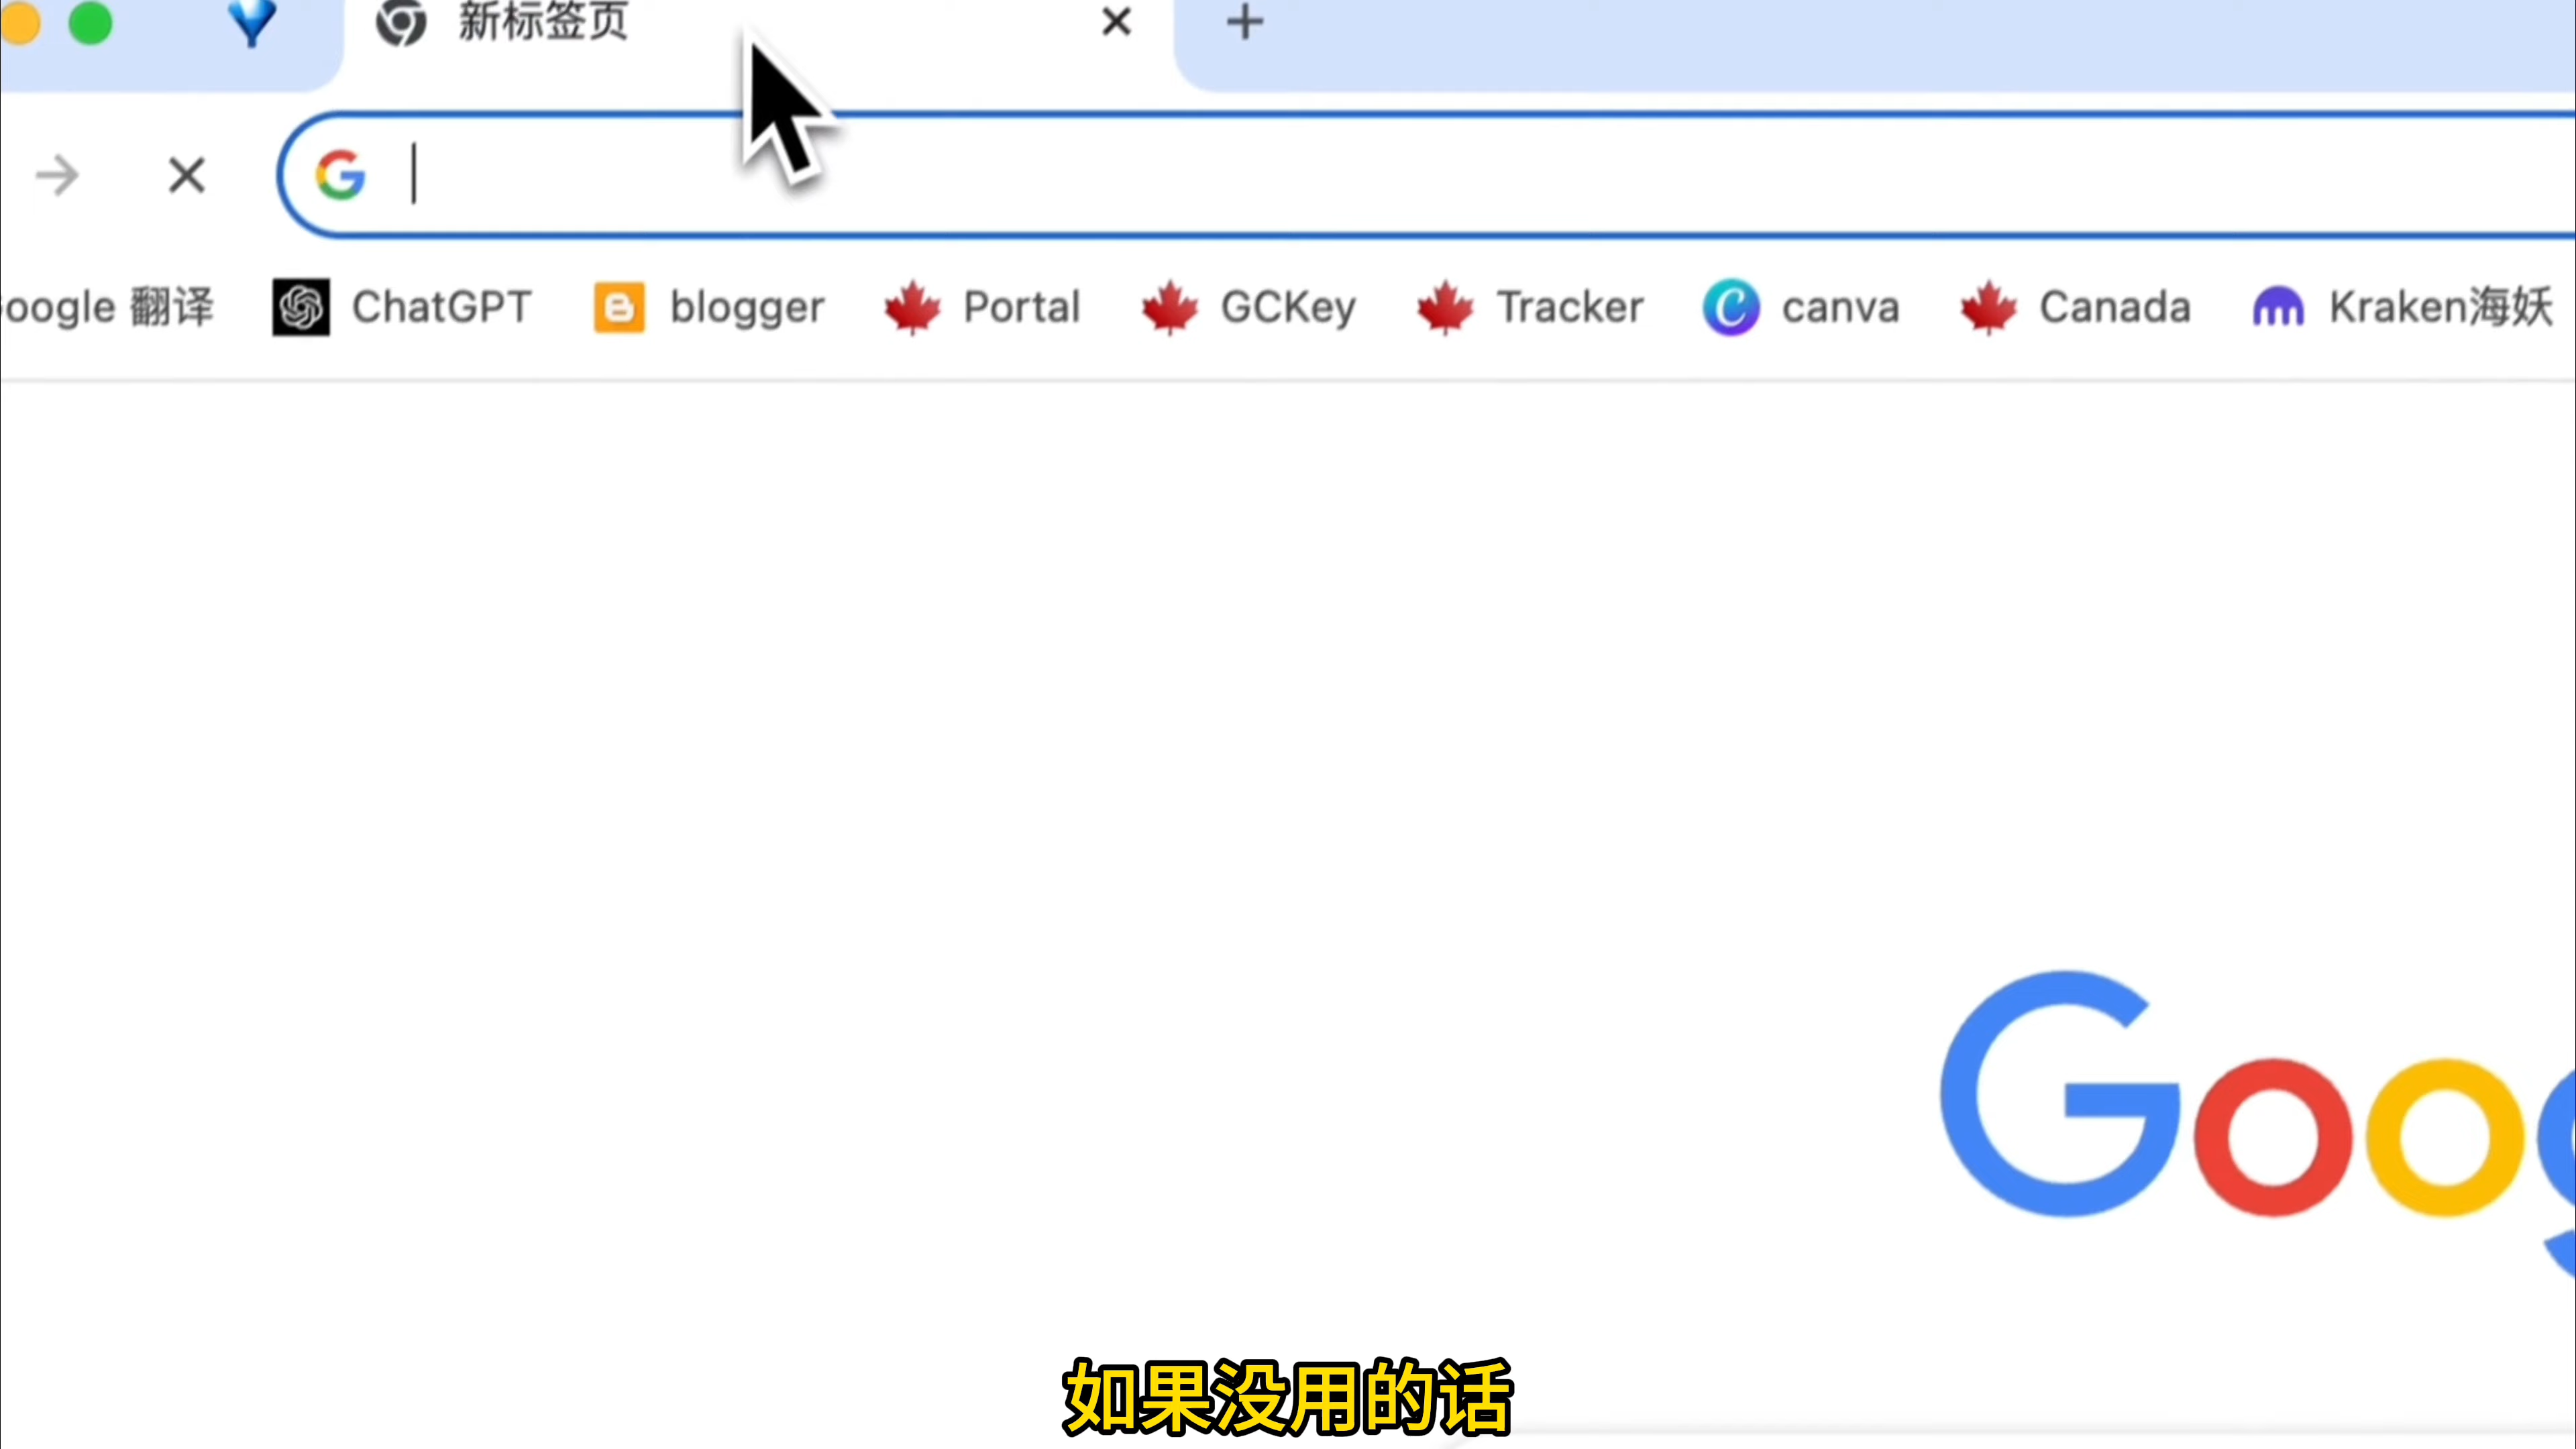 新标签页
oogle 翻译 ChatGPT blogger Portal GCKey Tracker canva Canada Kraken海妖
Goog
如果没用的话